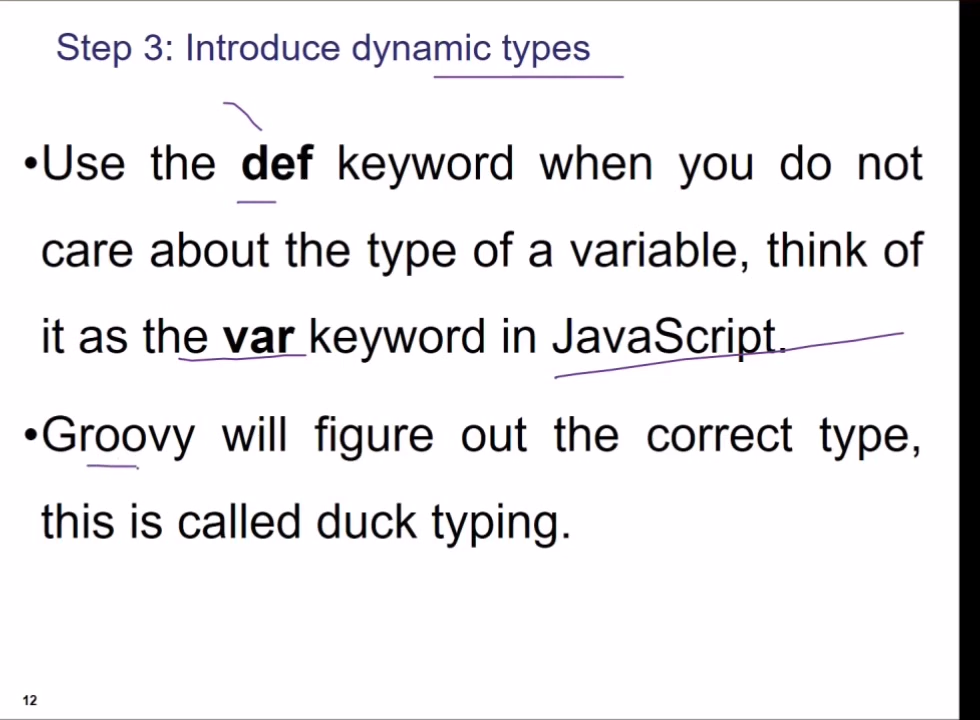 Step 3: Introduce dynamic types
•Use the def keyword when you do not
care about the type of a variable, think of
it as the var keyword in JavaScript.
•Groovy will figure out the correct type,
this is called duck typing.
12